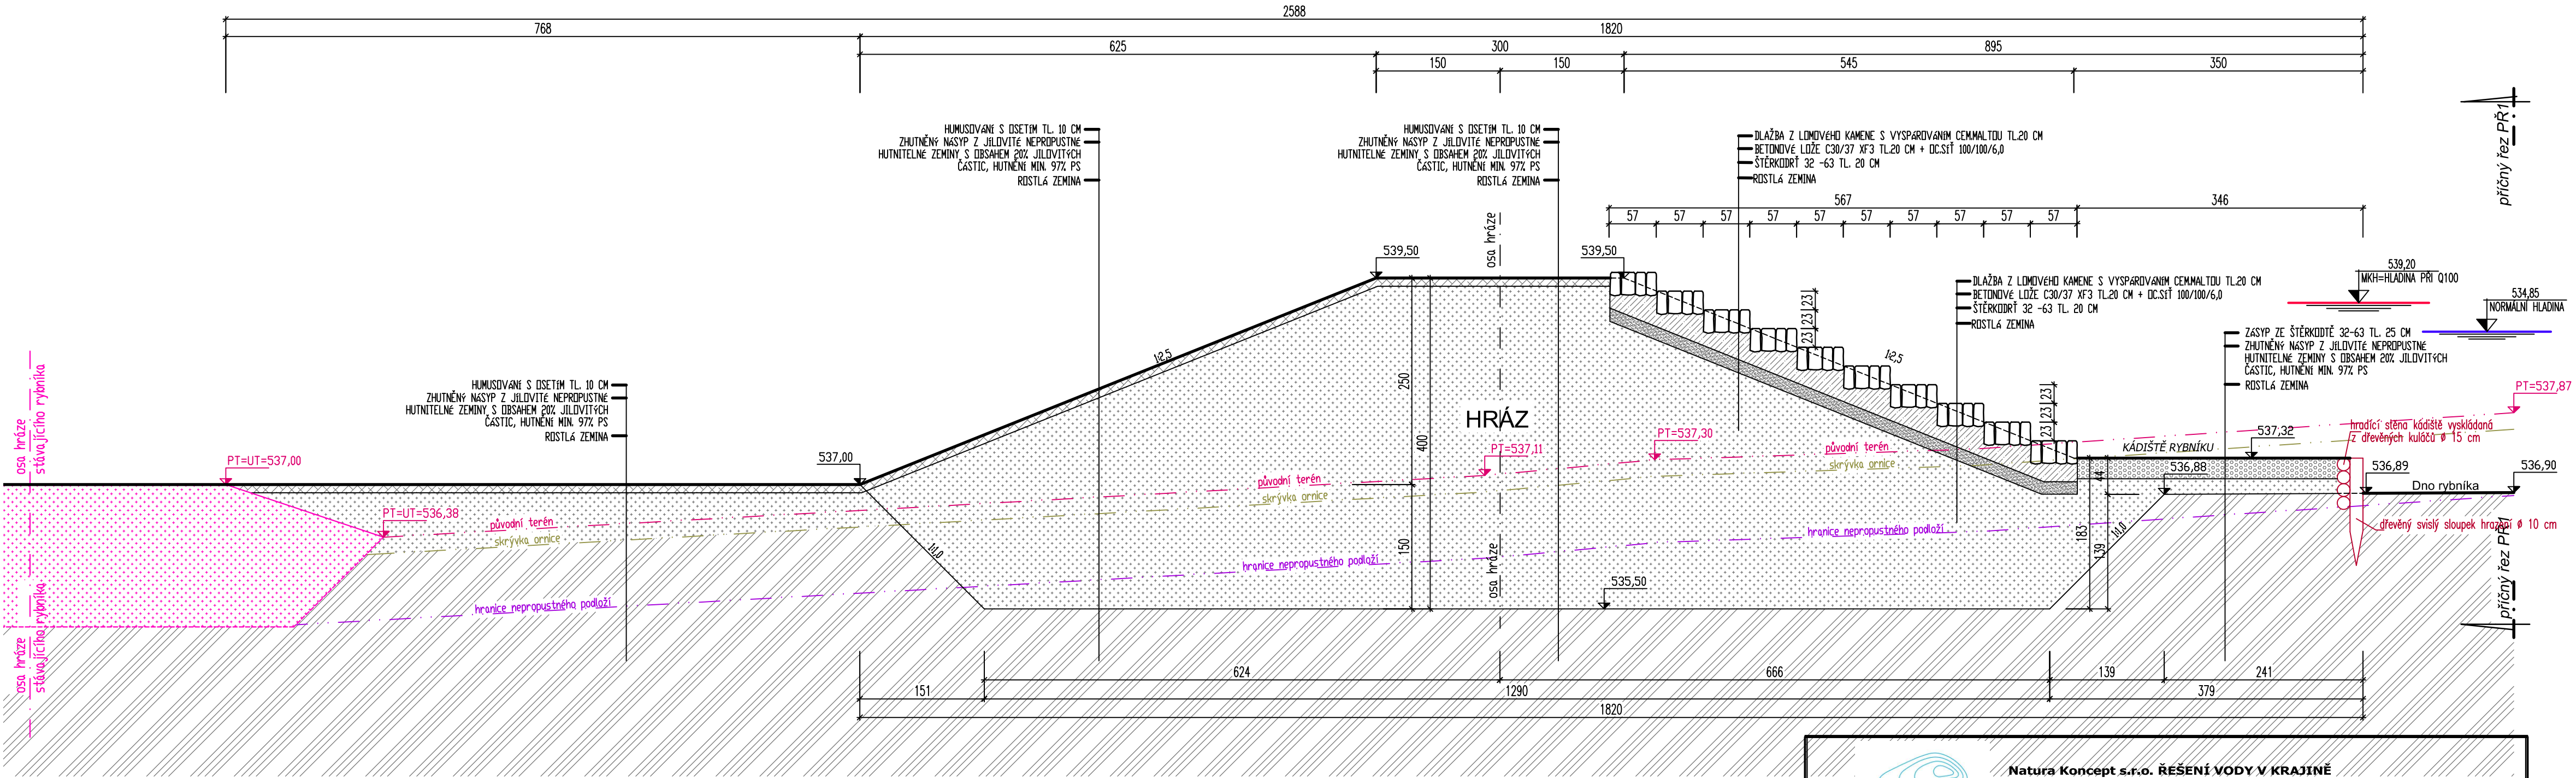 2588
768
1820
625
300
895
150
150
545
350
HUMUSOVÁNÍ S OSETÍM TL. 10 CM
ZHUTNĚNÝ NÁSYP Z JÍLOVITÉ NEPROPUSTNÉ
HUTNITELNÉ ZEMINY S OBSAHEM 20% JÍLOVITÝCH
ČÁSTIC, HUTNĚNÍ MIN. 97% PS
ROSTLÁ ZEMINA
HUMUSOVÁNÍ S OSETÍM TL. 10 CM
ZHUTNĚNÝ NÁSYP Z JÍLOVITÉ NEPROPUSTNÉ
HUTNITELNÉ ZEMINY S OBSAHEM 20% JÍLOVITÝCH
ČÁSTIC, HUTNĚNÍ MIN. 97% PS
ROSTLÁ ZEMINA
DLAŽBA Z LOMOVÉHO KAMENE S VYSPÁROVÁNÍM CEM.MALTOU TL.20 CM
BETONOVÉ LOŽE C30/37 XF3 TL.20 CM + OC.SÍŤ 100/100/6,0
ŠTĚRKODRŤ 32 -63 TL. 20 CM
ROSTLÁ ZEMINA
příčný řez PŘ1
567
346
57
57
57
57
57
57
57
57
57
57
osa hráze
539,50
539,50
539,20
MKH=HLADINA PŘI Q100
534,85
NORMÁLNÍ HLADINA
DLAŽBA Z LOMOVÉHO KAMENE S VYSPÁROVÁNÍM CEM.MALTOU TL.20 CM
BETONOVÉ LOŽE C30/37 XF3 TL.20 CM + OC.SÍŤ 100/100/6,0
ŠTĚRKODRŤ 32 -63 TL. 20 CM
ROSTLÁ ZEMINA
23
23
23
ZASYP ZE ŠTĚRKODTĚ 32-63 TL. 25 CM
ZHUTNĚNÝ NÁSYP Z JÍLOVITÉ NEPROPUSTNÉ
HUTNITELNÉ ZEMINY S OBSAHEM 20% JÍLOVITÝCH
ČÁSTIC, HUTNĚNÍ MIN. 97% PS
ROSTLÁ ZEMINA
1:2,5
1:2,5
osa hráze
stávajícího rybníka
HUMUSOVÁNÍ S OSETÍM TL. 10 CM
ZHUTNĚNÝ NÁSYP Z JÍLOVITÉ NEPROPUSTNÉ
HUTNITELNÉ ZEMINY S OBSAHEM 20% JÍLOVITÝCH
ČÁSTIC, HUTNĚNÍ MIN. 97% PS
ROSTLÁ ZEMINA
250
400
HRÁZ
23
23
23
PT=537,87
hradící stěna kádiště vyskládaná
z dřevěných kuláčů ø 15 cm
PT=UT=537,00
537,00
PT=537,11
PT=537,30
původní terén
skrývka ornice
KÁDIŠTĚ RYBNÍKU
537,32
536,88
44
536,89
536,90
Dno rybníka
původní terén
skrývka ornice
PT=UT=536,38
původní terén
skrývka ornice
1:1,0
150
hranice nepropustného podloží
hranice nepropustného podloží
hranice nepropustného podloží
183
139
1:1,0
dřevěný svislý sloupek hrazení ø 10 cm
535,50
osa hráze
osa hráze
stávajícího rybníka
příčný řez PŘ1
624
666
139
241
151
1290
379
1820
Natura Koncept s.r.o. ŘEŠENÍ VODY V KRAJINĚ